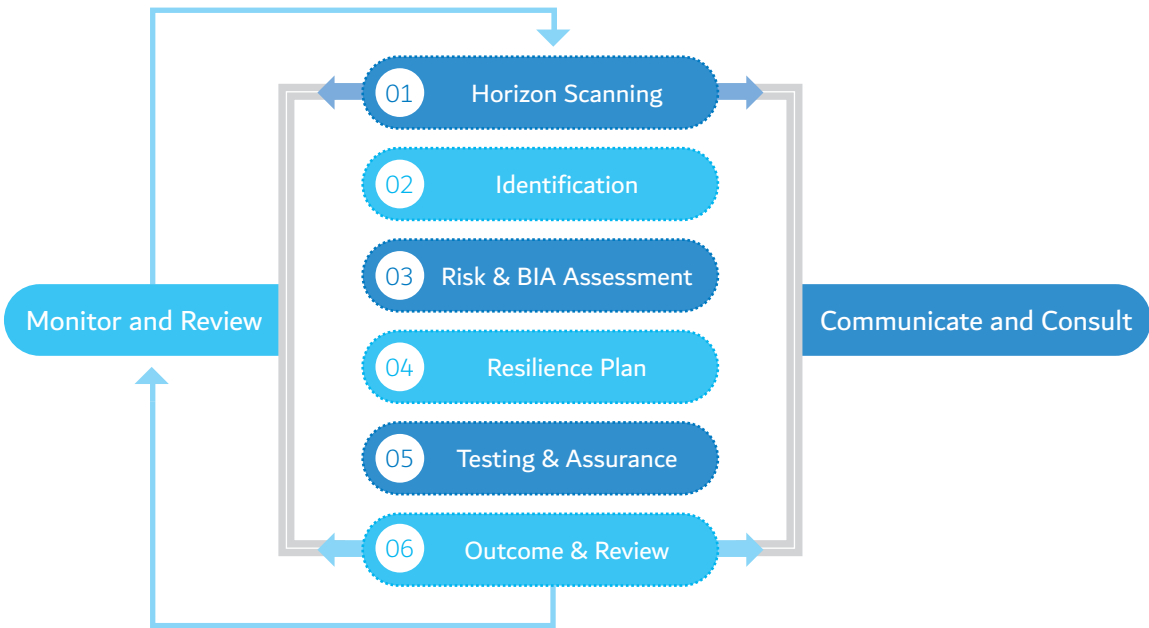 01 Horizon Scanning
02 Identification
03 Risk & BIA Assessment
Monitor and Review
Communicate and Consult
04 Resilience Plan
05 Testing & Assurance
06 Outcome & Review